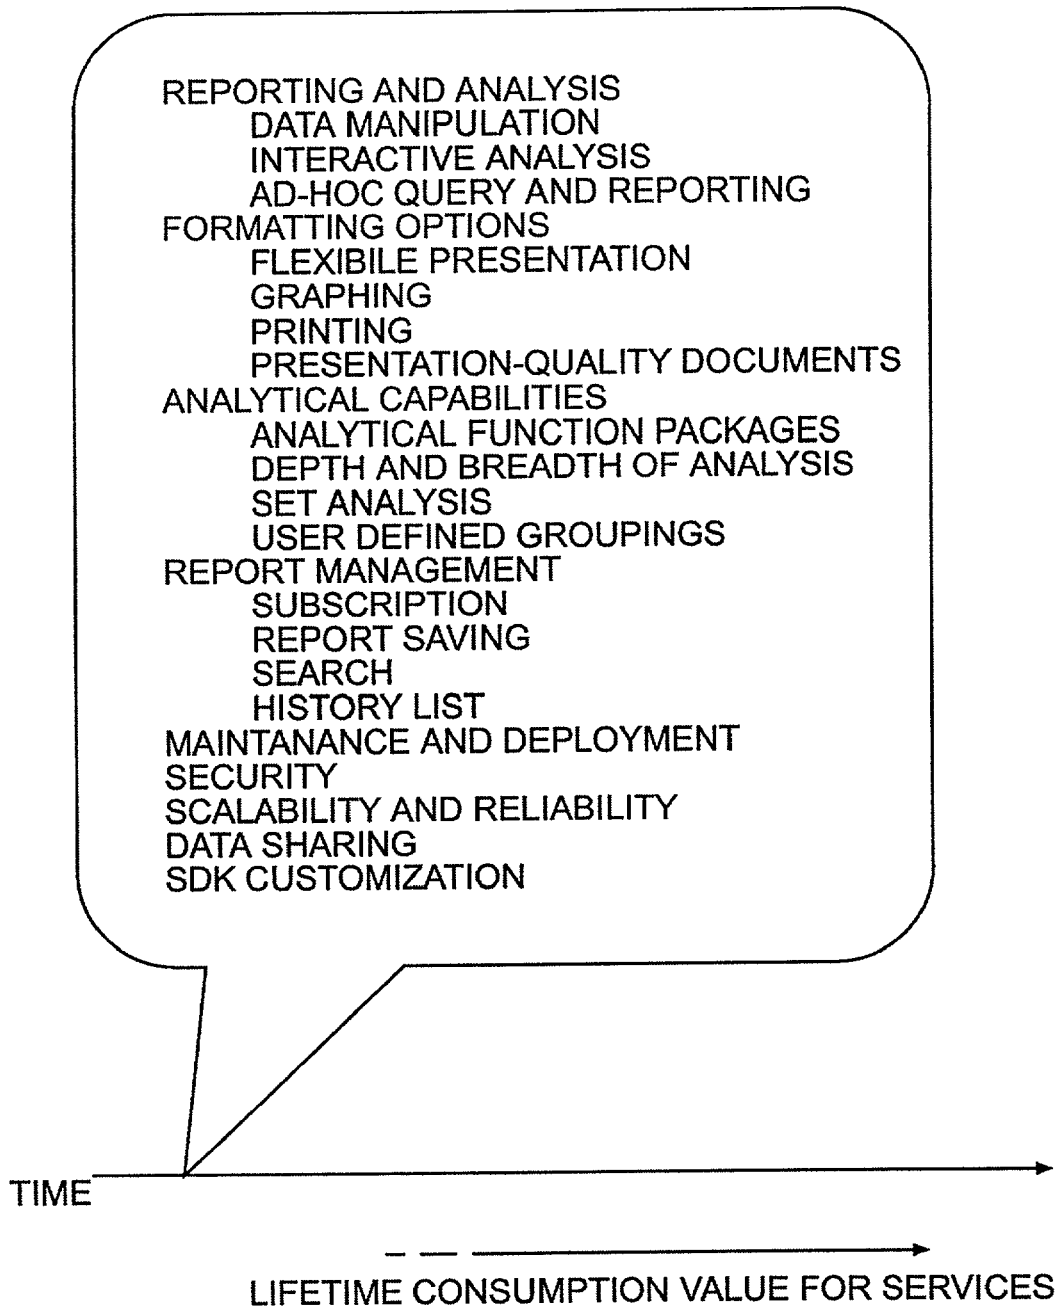 REPORTING AND ANALYSIS
DATA MANIPULATION
INTERACTIVE ANALYSIS
AD-HOC QUERY AND REPORTING
FORMATTING OPTIONS
FLEXIBILE PRESENTATION
GRAPHING
PRINTING
PRESENTATION-QUALITY DOCUMENTS
ANALYTICAL CAPABILITIES
ANALYTICAL FUNCTION PACKAGES
DEPTH AND BREADTH OF ANALYSIS
SET ANALYSIS
USER DEFINED GROUPINGS
REPORT MANAGEMENT
SUBSCRIPTION
REPORT SAVING
SEARCH
HISTORY LIST
MAINTANANCE AND DEPLOYMENT
SECURITY
SCALABILITY AND RELIABILITY
DATA SHARING
SDK CUSTOMIZATION
TIME
LIFETIME CONSUMPTION VALUE FOR SERVICES